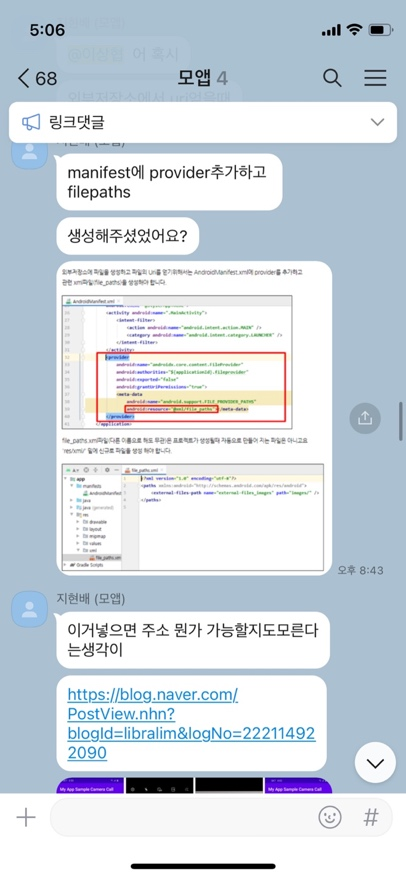 5:06
68
모앱 4
링크댓글
manifest에 provider추가하고
filepaths
생성해주셨었어요?
외부저장소에 파일을 생성하고 파일의 Uri를 얻기위해서는 AndroidManifest.xml에 provider를 추가하고
관련 xml파일(file_paths)을 생성해야 합니다.
AndroidManifest.xml
<activity android:name=".MainActivity">
<intent-filter>
<action android:name="android.intent.action.MAIN" />
<category android:name="android.intent.category.LAUNCHER" />
</intent-filter>
</activity>
<provider
android:name="androidx.core.content.FileProvider"
android:authorities="${applicationId}.fileprovider"
android:exported="false"
android:grantUriPermissions="true">
<meta-data
android:name="android.support.FILE_PROVIDER_PATHS"
android:resource="@xml/file_paths"></meta-data>
</provider>
</application>
file_paths.xml파일(다른 이름으로 해도 무관)은 프로젝트가 생성될때 자동으로 만들어 지는 파일은 아니고요
'res/xml/' 밑에 신규로 파일을 생성 해야 합니다.
file_paths.xml
<?xml version="1.0" encoding="utf-8"?>
<paths xmlns:android="http://schemas.android.com/apk/res/android">
<external-files-path name="external_files_images" path="images/" />
</paths>
app
manifests
AndroidManifest
java
java (generated)
res
drawable
layout
mipmap
values
xml
file_paths.xml
Gradle Scripts
오후 8:43
지현배 (모앱)
이거넣으면 주소 뭔가 가능할지도모른다
는생각이
https://blog.naver.com/
PostView.nhn?
blogId=libralim&logNo=22211492
2090
My App Sample Camera Call
My App Sample Camera Call
#